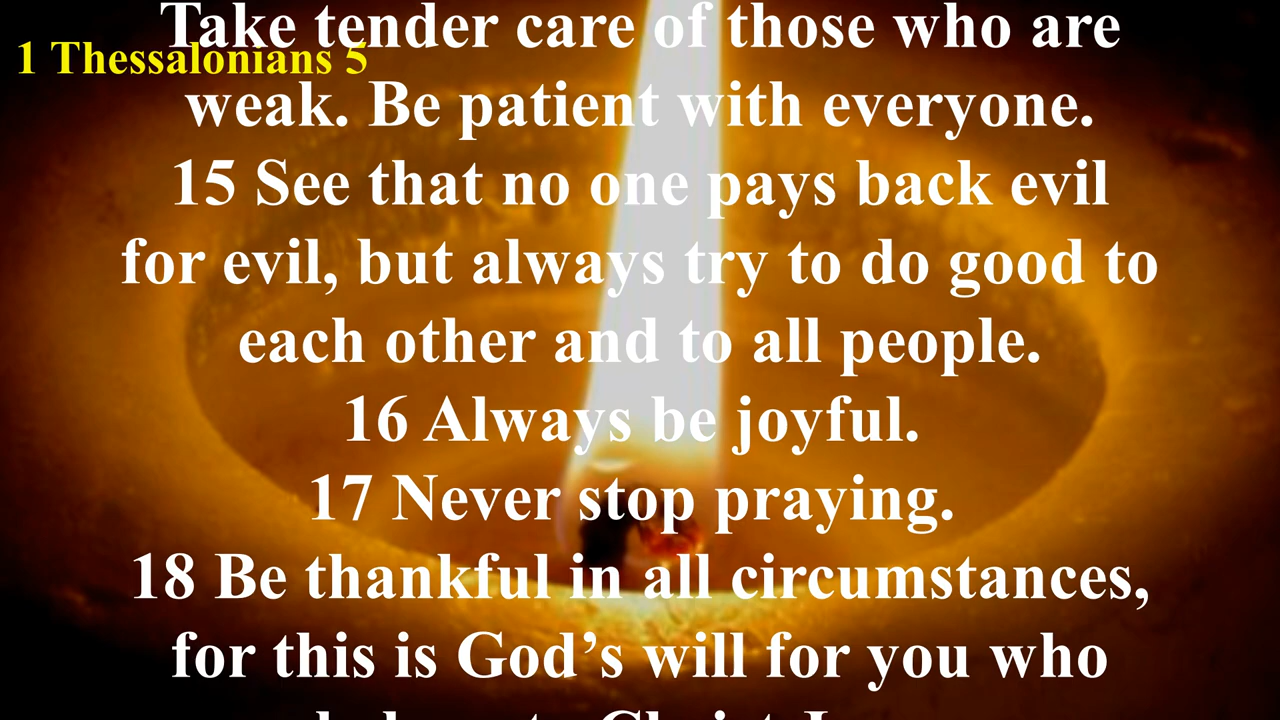 Take tender care of those who are
1 Thessalonians 5
weak. Be patient with everyone.
15 See that no one pays back evil
for evil, but always try to do good to
each other and to all people.
16 Always be joyful.
17 Never stop praying.
18 Be thankful in all circumstances,
for this is God’s will for you who